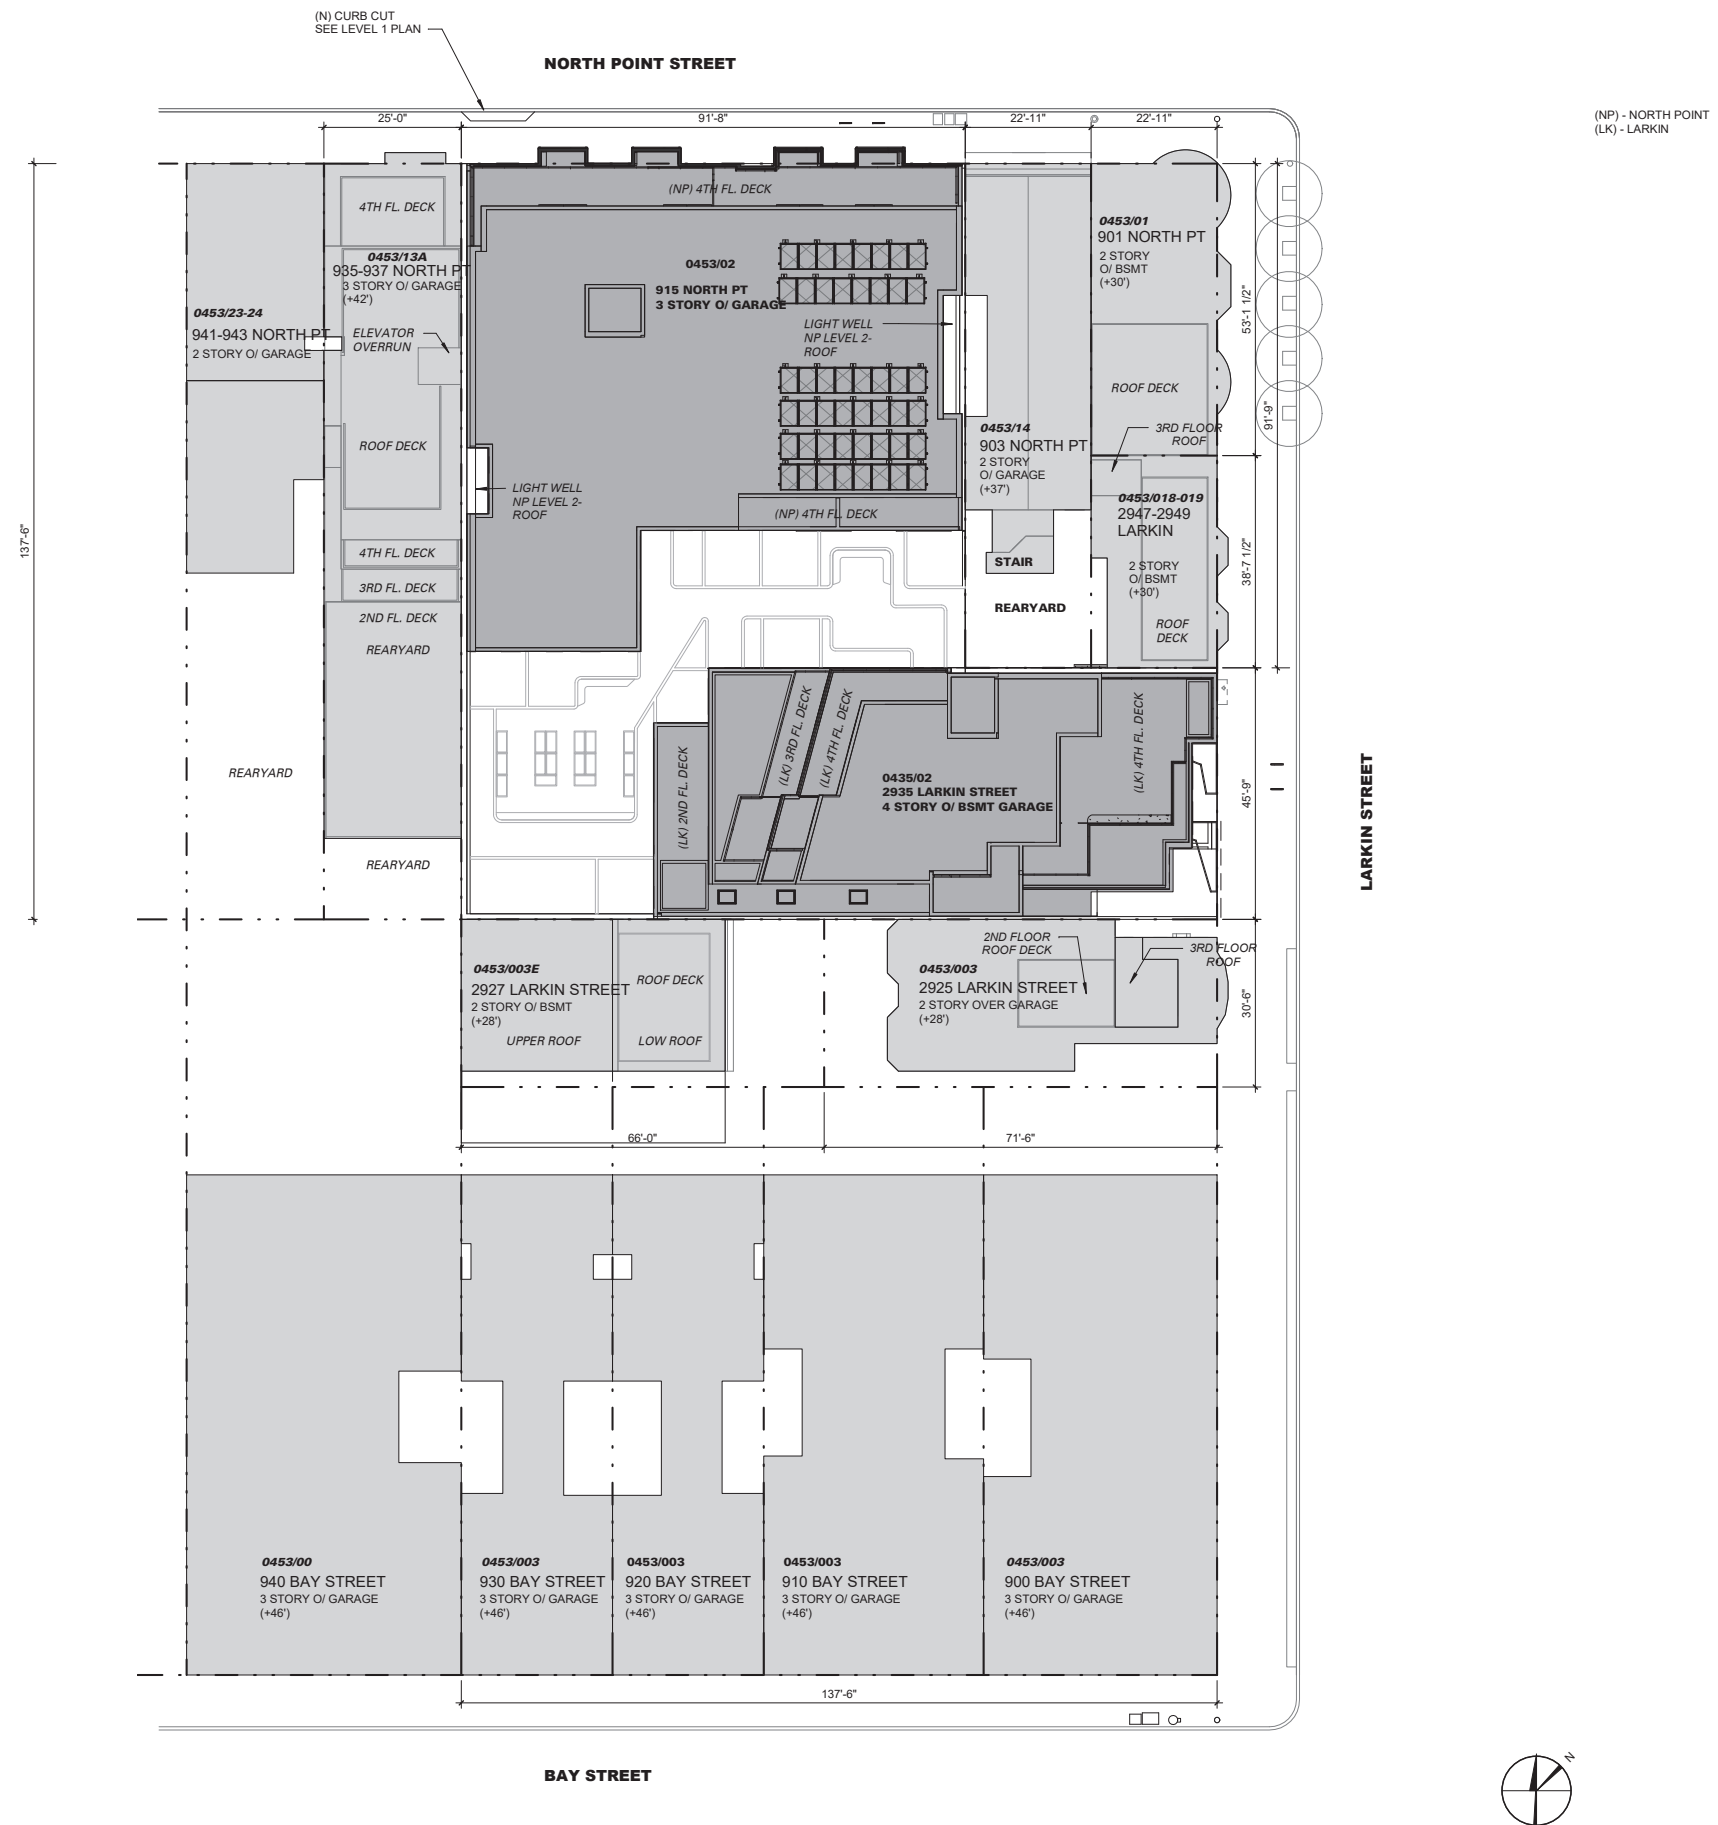 (N) CURB CUT
SEE LEVEL 1 PLAN
NORTH POINT STREET
(NP) - NORTH POINT
(LK) - LARKIN
25'-0"
91'-8"
22'-11"
22'-11"
(NP) 4TH FL. DECK
4TH FL. DECK
0453/13A
935-937 NORTH PT
3 STORY O/ GARAGE
(+42')
0453/23-24
941-943 NORTH PT
2 STORY O/ GARAGE
ELEVATOR
OVERRUN
ROOF DECK
4TH FL. DECK
3RD FL. DECK
2ND FL. DECK
REARYARD
REARYARD
REARYARD
137'-6"
0453/02
915 NORTH PT
3 STORY O/ GARAGE
LIGHT WELL
NP LEVEL 2-
ROOF
LIGHT WELL
NP LEVEL 2-
ROOF
(NP) 4TH FL. DECK
0453/01
901 NORTH PT
2 STORY
O/ BSMT
(+30')
ROOF DECK
3RD FLOOR
ROOF
0453/14
903 NORTH PT
2 STORY
O/ GARAGE
(+37')
STAIR
REARYARD
0453/018-019
2947-2949
LARKIN
2 STORY
O/ BSMT
(+30')
ROOF
DECK
53'-1 1/2"
91'-9"
38'-7 1/2"
45'-9"
30'-6"
LARKIN STREET
(LK) 2ND FL. DECK
(LK) 3RD FL. DECK
(LK) 4TH FL. DECK
(LK) 4TH FL. DECK
0435/02
2935 LARKIN STREET
4 STORY O/ BSMT GARAGE
0453/003E
2927 LARKIN STREET
2 STORY O/ BSMT
(+28')
UPPER ROOF
ROOF DECK
LOW ROOF
2ND FLOOR
ROOF DECK
3RD FLOOR
ROOF
0453/003
2925 LARKIN STREET
2 STORY OVER GARAGE
(+28')
66'-0"
71'-6"
0453/00
940 BAY STREET
3 STORY O/ GARAGE
(+46')
0453/003
930 BAY STREET
3 STORY O/ GARAGE
(+46')
0453/003
920 BAY STREET
3 STORY O/ GARAGE
(+46')
0453/003
910 BAY STREET
3 STORY O/ GARAGE
(+46')
0453/003
900 BAY STREET
3 STORY O/ GARAGE
(+46')
137'-6"
BAY STREET
N